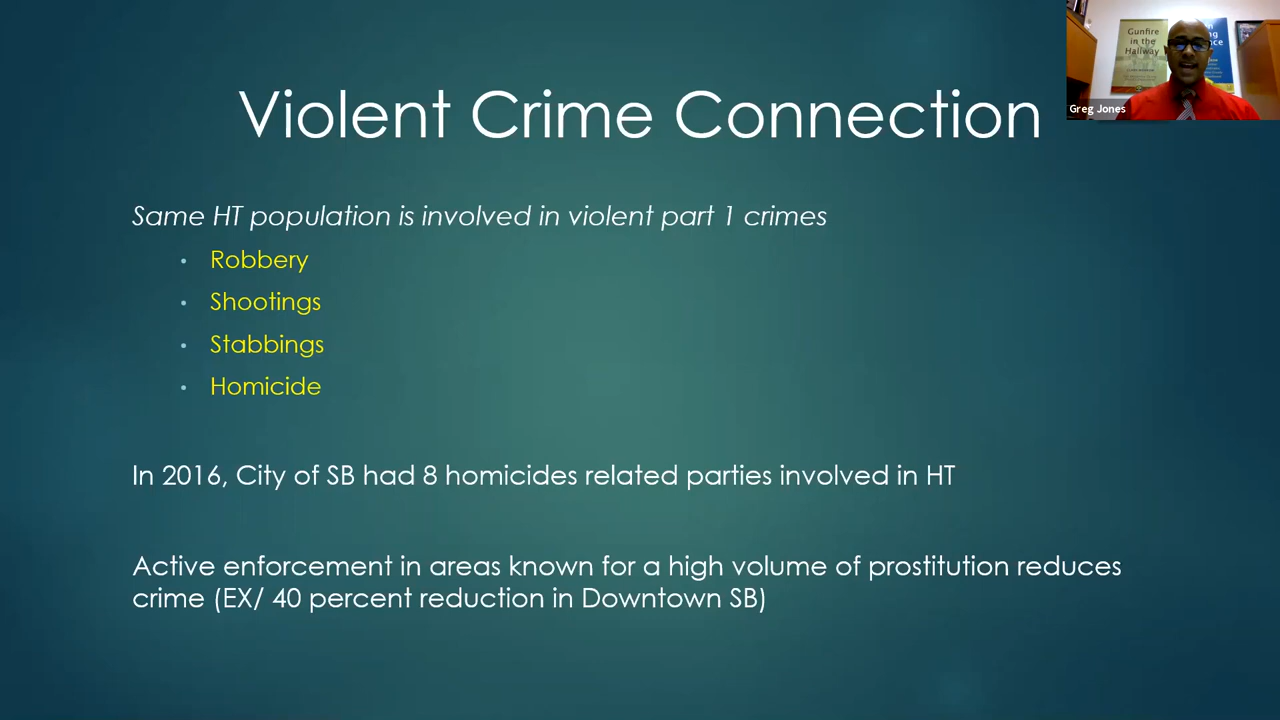 Violent Crime Connection
Greg Jones
Gunfire
in the
Hallway
Same HT population is involved in violent part 1 crimes
• Robbery
• Shootings
• Stabbings
• Homicide
In 2016, City of SB had 8 homicides related parties involved in HT
Active enforcement in areas known for a high volume of prostitution reduces
crime (EX/ 40 percent reduction in Downtown SB)